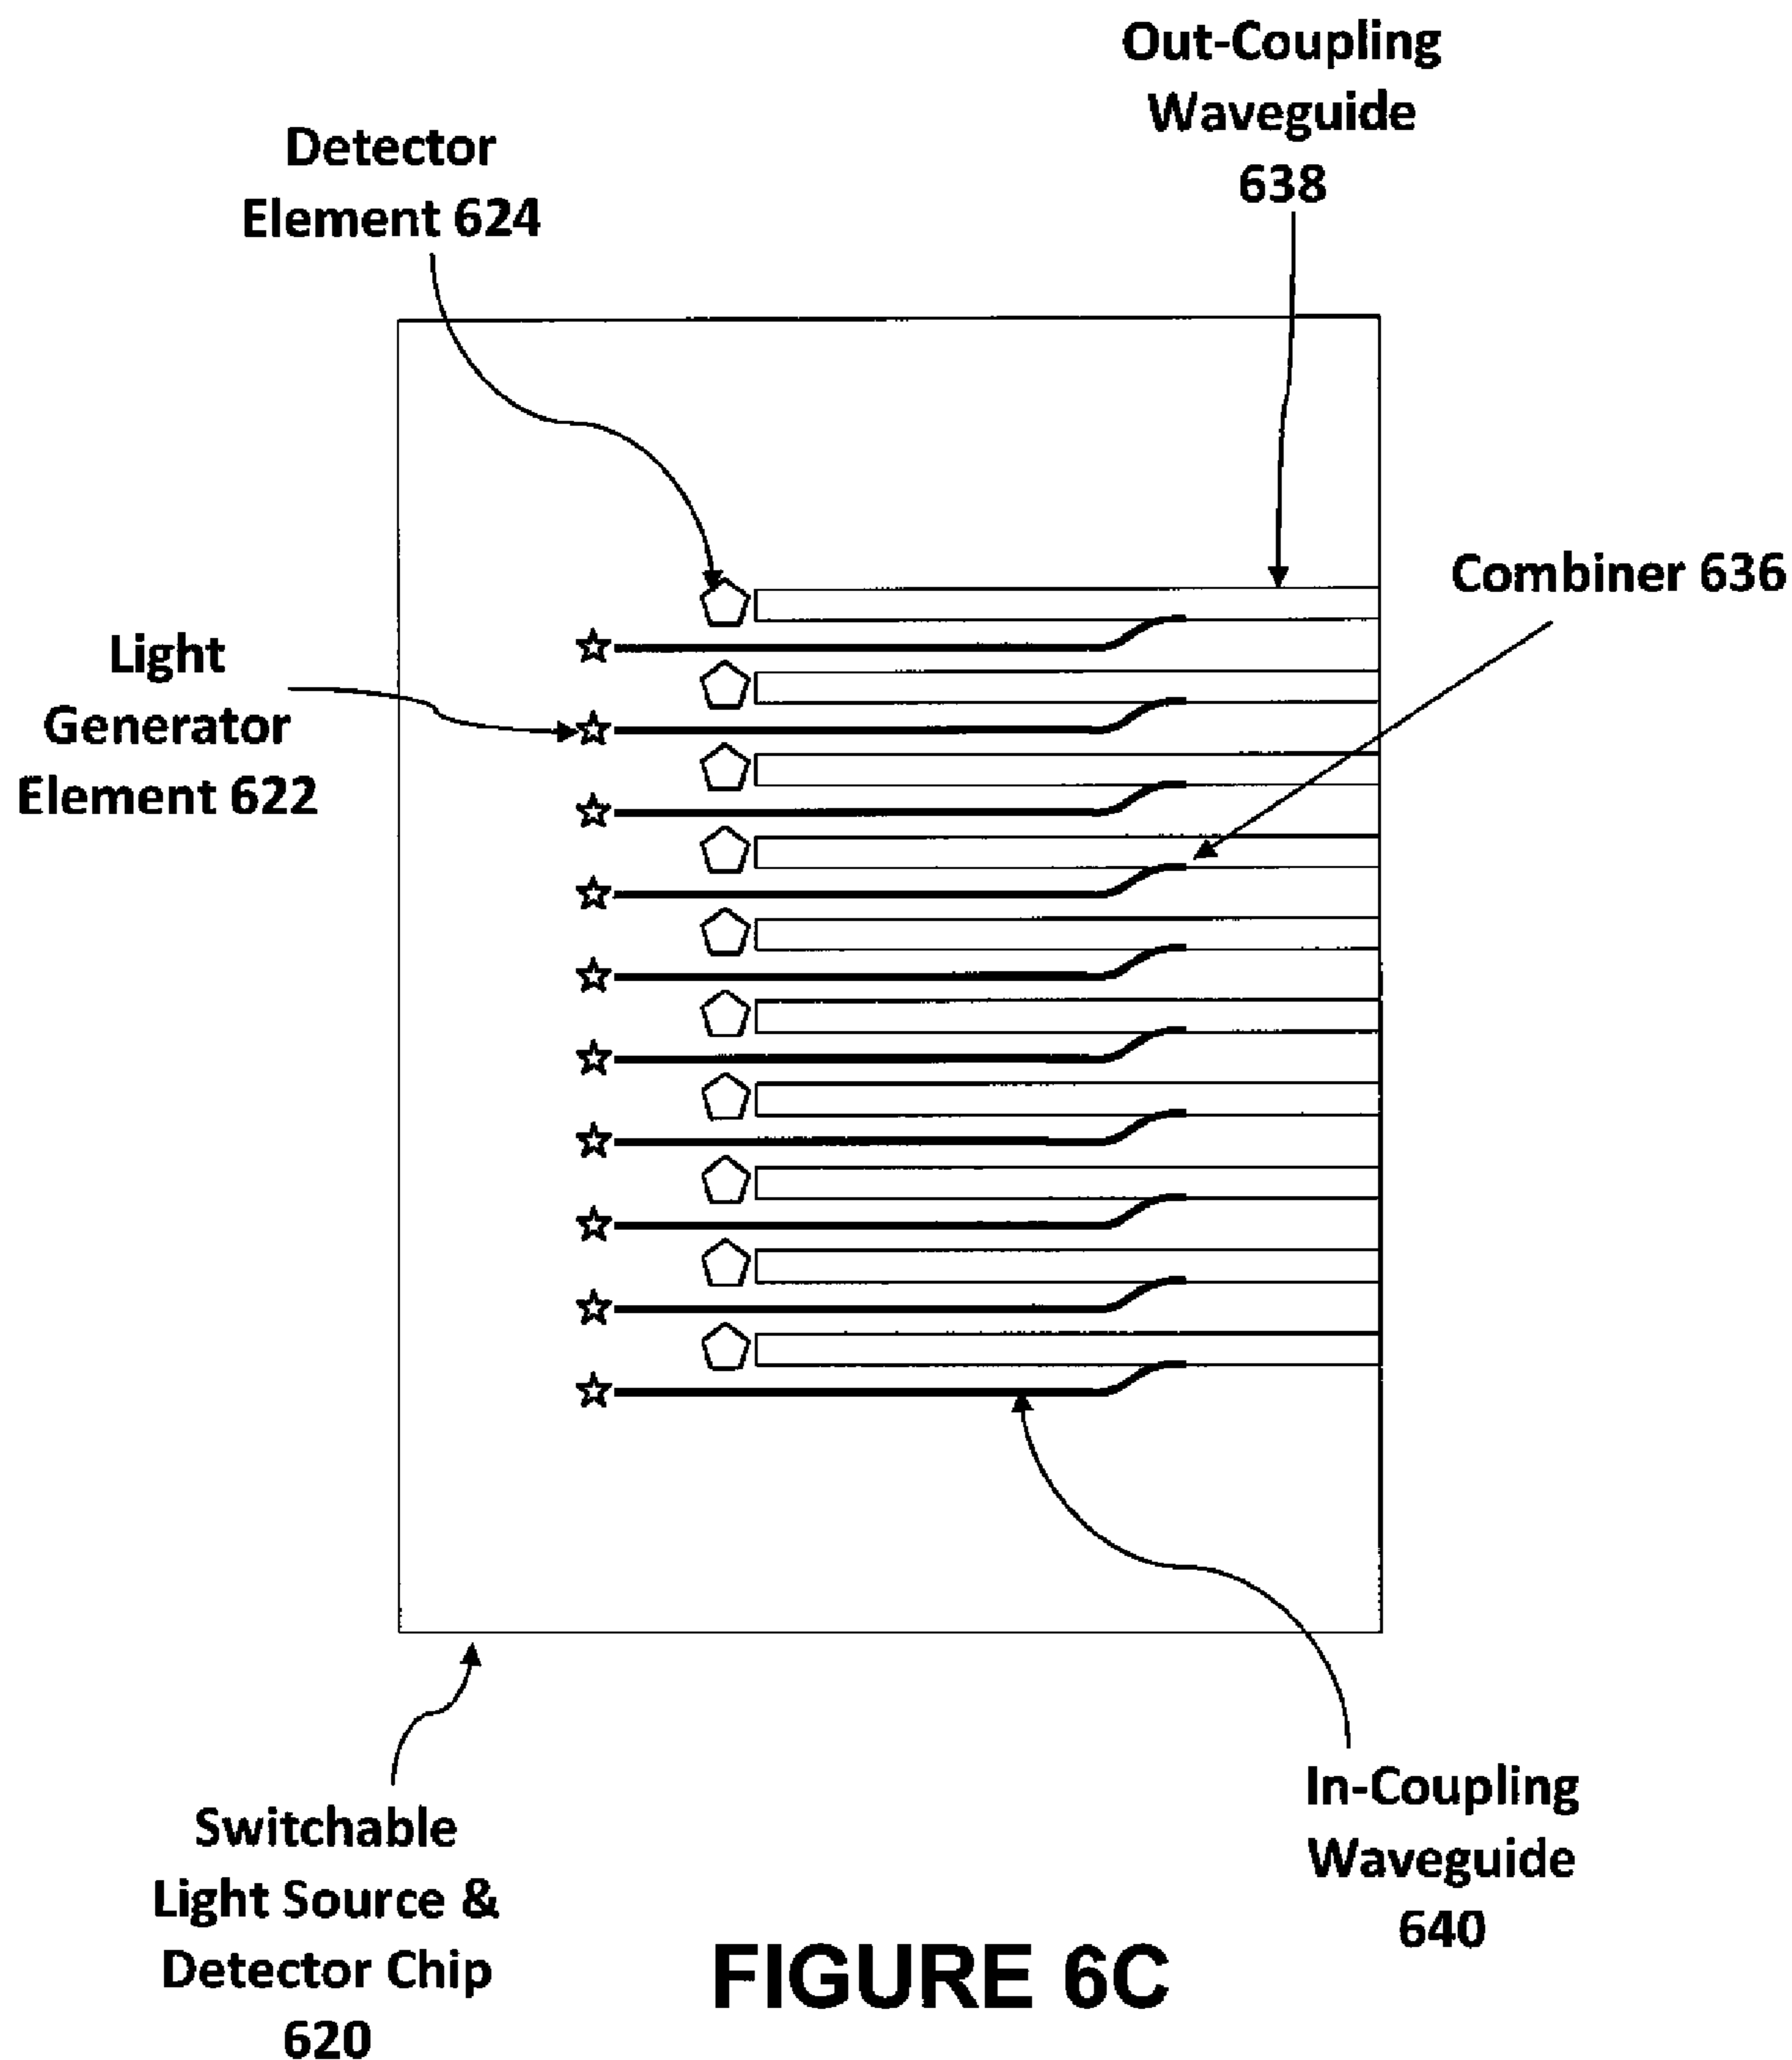 Out-Coupling
Waveguide
638
Detector
Element 624
Combiner 636
Light
Generator
Element 622
In-Coupling
Waveguide
640
Switchable
Light Source &
Detector Chip
620
FIGURE 6C